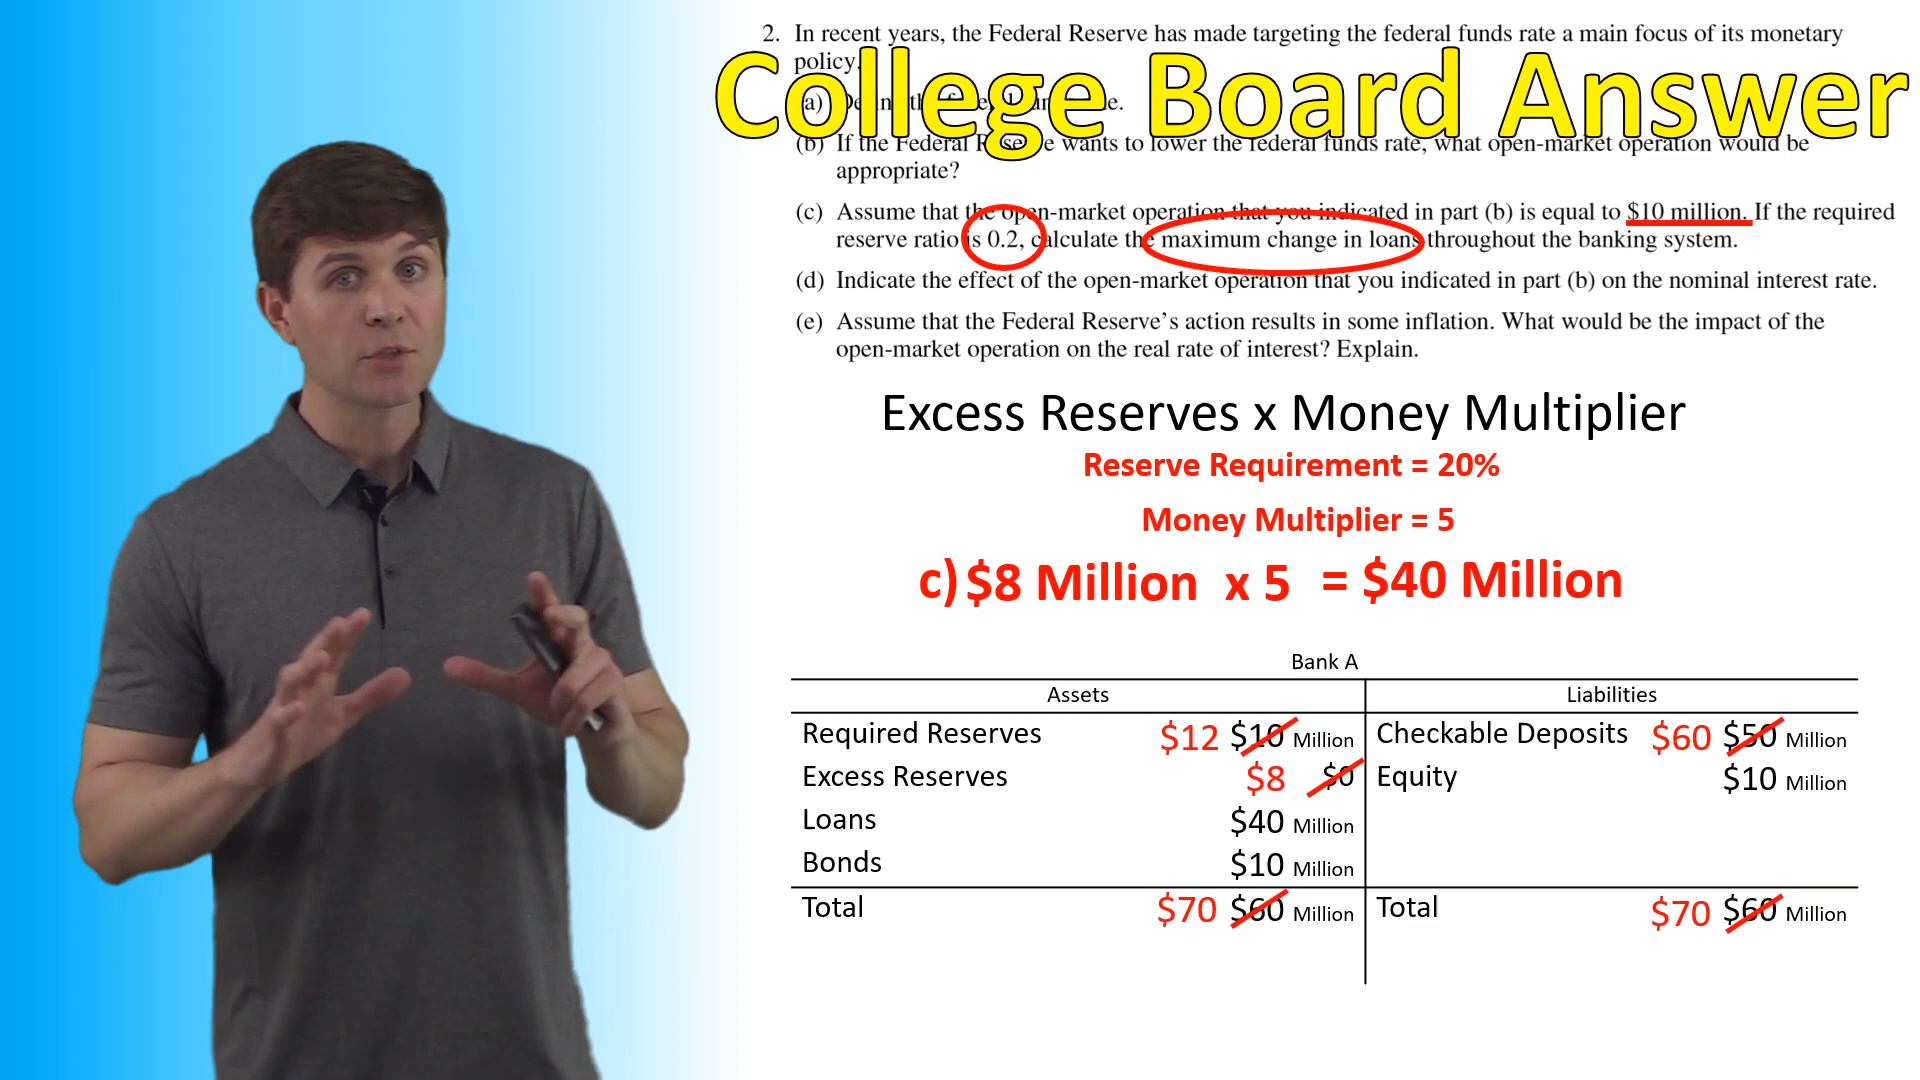 2. In recent years, the Federal Reserve has made targeting the federal funds rate a main focus of its monetary
policy.
College Board Answer
(a)
(b) If the Federal Reserve wants to lower the federal funds rate, what open-market operation would be
appropriate?
(c) Assume that the open-market operation that you indicated in part (b) is equal to $10 million. If the required
reserve ratio is 0.2, calculate the maximum change in loans throughout the banking system.
(d) Indicate the effect of the open-market operation that you indicated in part (b) on the nominal interest rate.
(e) Assume that the Federal Reserve's action results in some inflation. What would be the impact of the
open-market operation on the real rate of interest? Explain.
Excess Reserves x Money Multiplier
Reserve Requirement = 20%
Money Multiplier = 5
c) $8 Million x 5 = $40 Million
Bank A
Assets Liabilities
Required Reserves $12 $10 Million Checkable Deposits $60 $50 Million
Excess Reserves $8 $0 Equity $10 Million
Loans $40 Million
Bonds $10 Million
Total $70 $60 Million Total $70 $60 Million